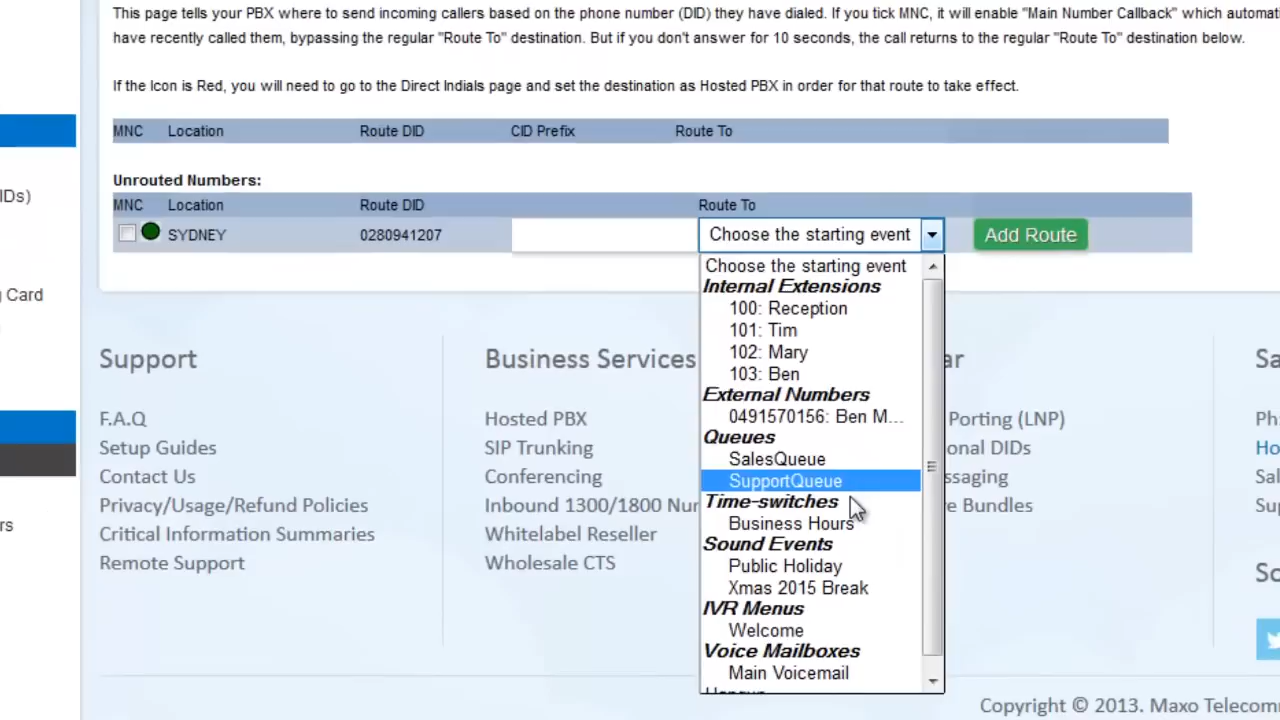 This page tells your PBX where to send incoming callers based on the phone number (DID) they have dialed. If you tick MNC, it will enable "Main Number Callback" which
have recently called them, bypassing the regular "Route To" destination. But if you don't answer for 10 seconds, the call returns to the regular "Route To" destination below.
If the Icon is Red, you will need to go to the Direct Indials page and set the destination as Hosted PBX in order for that route to take effect.
MNC Location Route DID CID Prefix Route To
Unrouted Numbers:
MNC Location Route DID Route To
IDs)
SYDNEY 0280941207 Choose the starting event Add Route
Choose the starting event
Internal Extensions
Card
100: Reception
101: Tim
102: Mary
103: Ben
External Numbers
0491570156: Ben M...
Queues
SalesQueue
SupportQueue
Time-switches
Business Hours
Sound Events
Public Holiday
Xmas 2015 Break
IVR Menus
Welcome
Voice Mailboxes
Main Voicemail
Support
F.A.Q
Setup Guides
Contact Us
Privacy/Usage/Refund Policies
Critical Information Summaries
Remote Support
Business Services
Hosted PBX
SIP Trunking
Conferencing
Inbound 1300/1800
Whitelabel Reseller
Wholesale CTS
Porting (LNP)
DIDs
Bundles
Copyright © 2013. Maxo